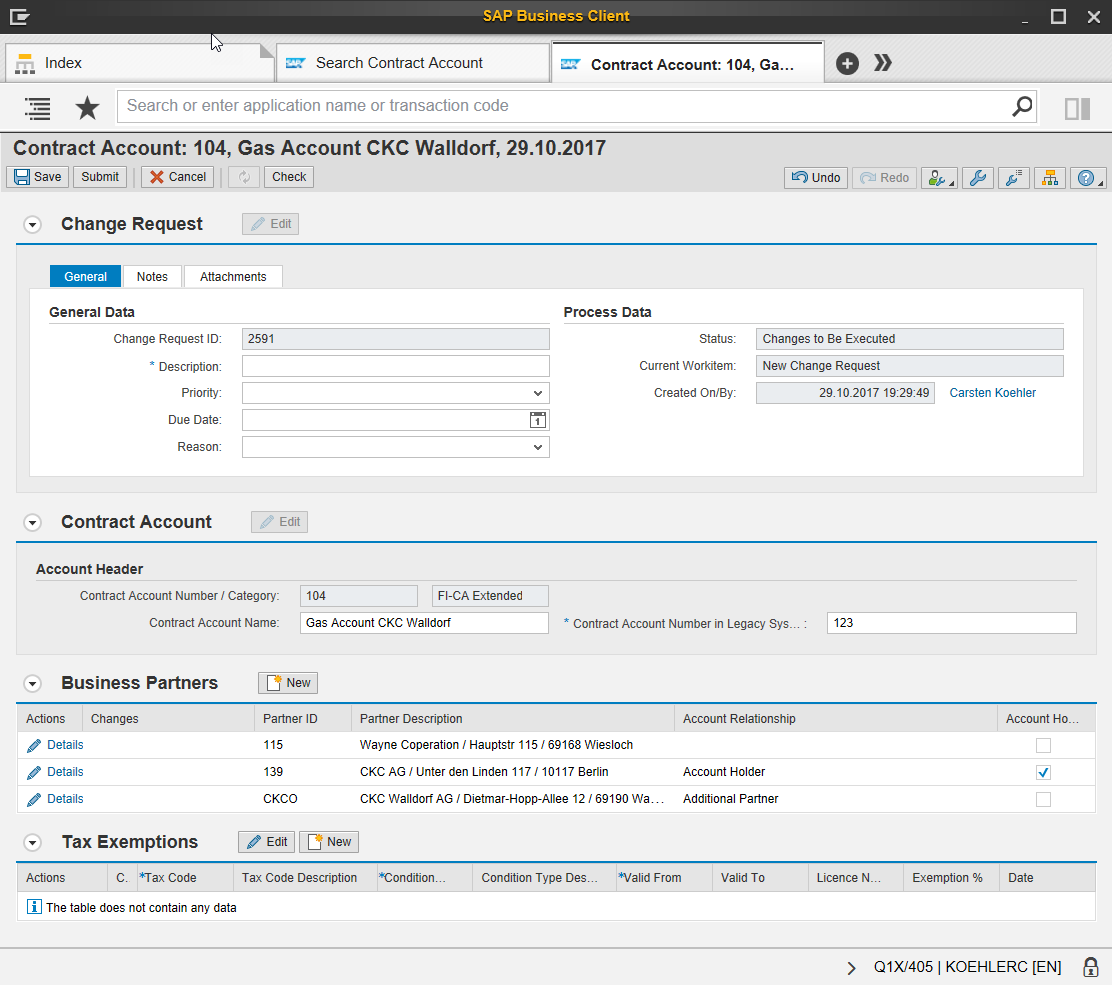 SAP Business Client
Index
SAP Search Contract Account
SAP Contract Account: 104, Ga...
Search or enter application name or transaction code
Contract Account: 104, Gas Account CKC Walldorf, 29.10.2017
Save Submit Cancel Check Undo Redo
Change Request Edit
General Notes Attachments
General Data Process Data
Change Request ID: 2591 Status: Changes to Be Executed
* Description: Current Workitem: New Change Request
Priority: Created On/By: 29.10.2017 19:29:49 Carsten Koehler
Due Date: 1
Reason:
Contract Account Edit
Account Header
Contract Account Number / Category: 104 FI-CA Extended
Contract Account Name: Gas Account CKC Walldorf * Contract Account Number in Legacy Sys... : 123
Business Partners New
Actions Changes Partner ID Partner Description Account Relationship Account Ho...
Details 115 Wayne Coperation / Hauptstr 115 / 69168 Wiesloch
Details 139 CKC AG / Unter den Linden 117 / 10117 Berlin Account Holder
Details CKCO CKC Walldorf AG / Dietmar-Hopp-Allee 12 / 69190 Wa... Additional Partner
Tax Exemptions Edit New
Actions C. *Tax Code Tax Code Description *Condition... Condition Type Des... *Valid From Valid To Licence N... Exemption % Date
The table does not contain any data
Q1X/405 | KOEHLERC [EN]